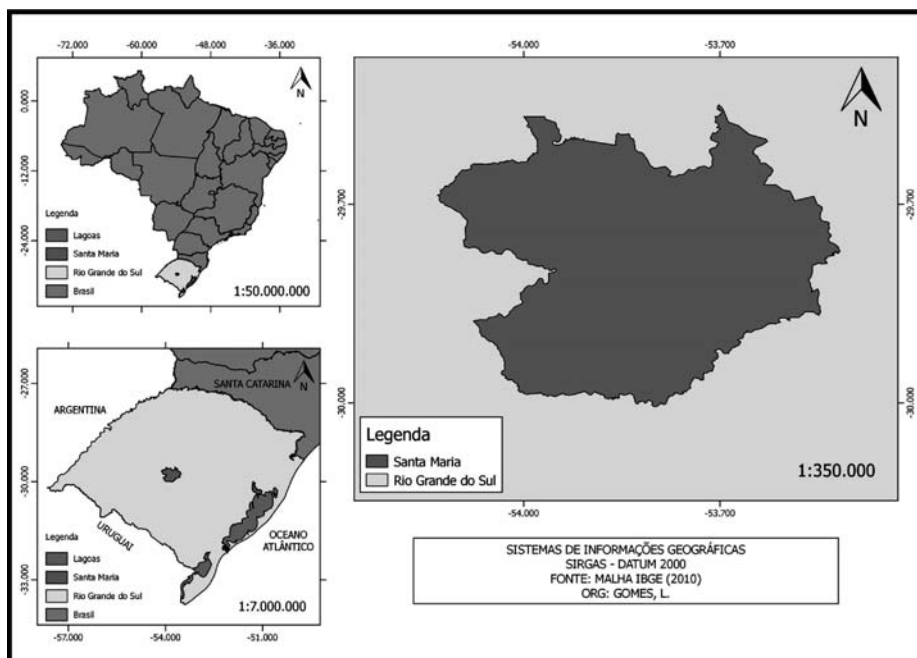 -72.000 -60.000 -48.000 -36.000
0.000
-12.000
-24.000
N
Legenda
Lagoas
Santa Maria
Rio Grande do Sul
Brasil
1:50.000.000
-27.000
-30.000
-33.000
SANTA CATARINA
N
ARGENTINA
URUGUAI
OCEANO
ATLÂNTICO
Legenda
Lagoas
Santa Maria
Rio Grande do Sul
Brasil
1:7.000.000
-57.000 -54.000 -51.000
-54.000 -53.700
-29.700 -29.700
-30.000 -30.000
N
Legenda
Santa Maria
Rio Grande do Sul
1:350.000
-54.000 -53.700
SISTEMAS DE INFORMAÇÕES GEOGRÁFICAS
SIRGAS - DATUM 2000
FONTE: MALHA IBGE (2010)
ORG: GOMES, L.